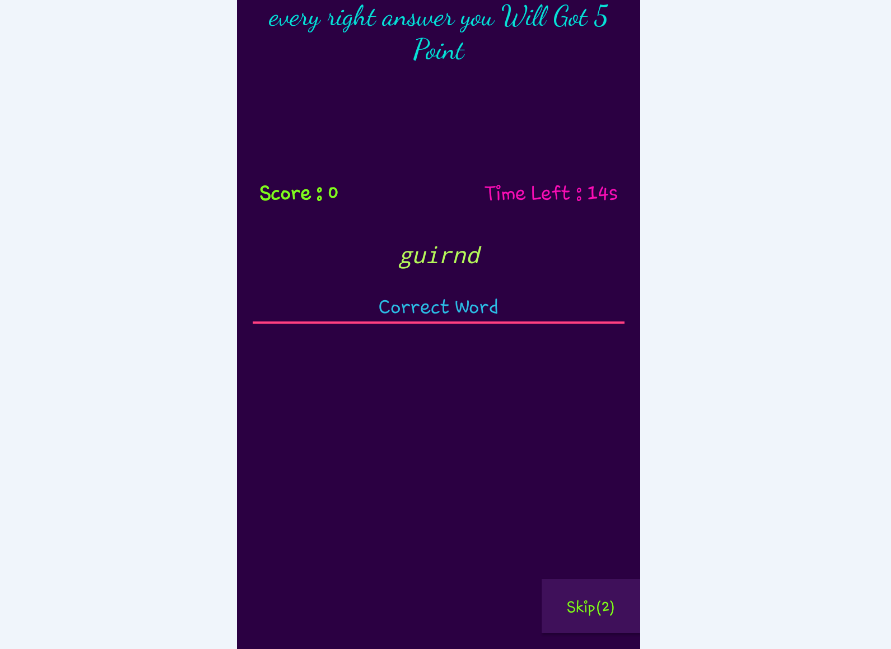 every right answer you Will Got 5
Point
Score : 0
Time Left : 14s
guirnd
Correct Word
Skip(2)